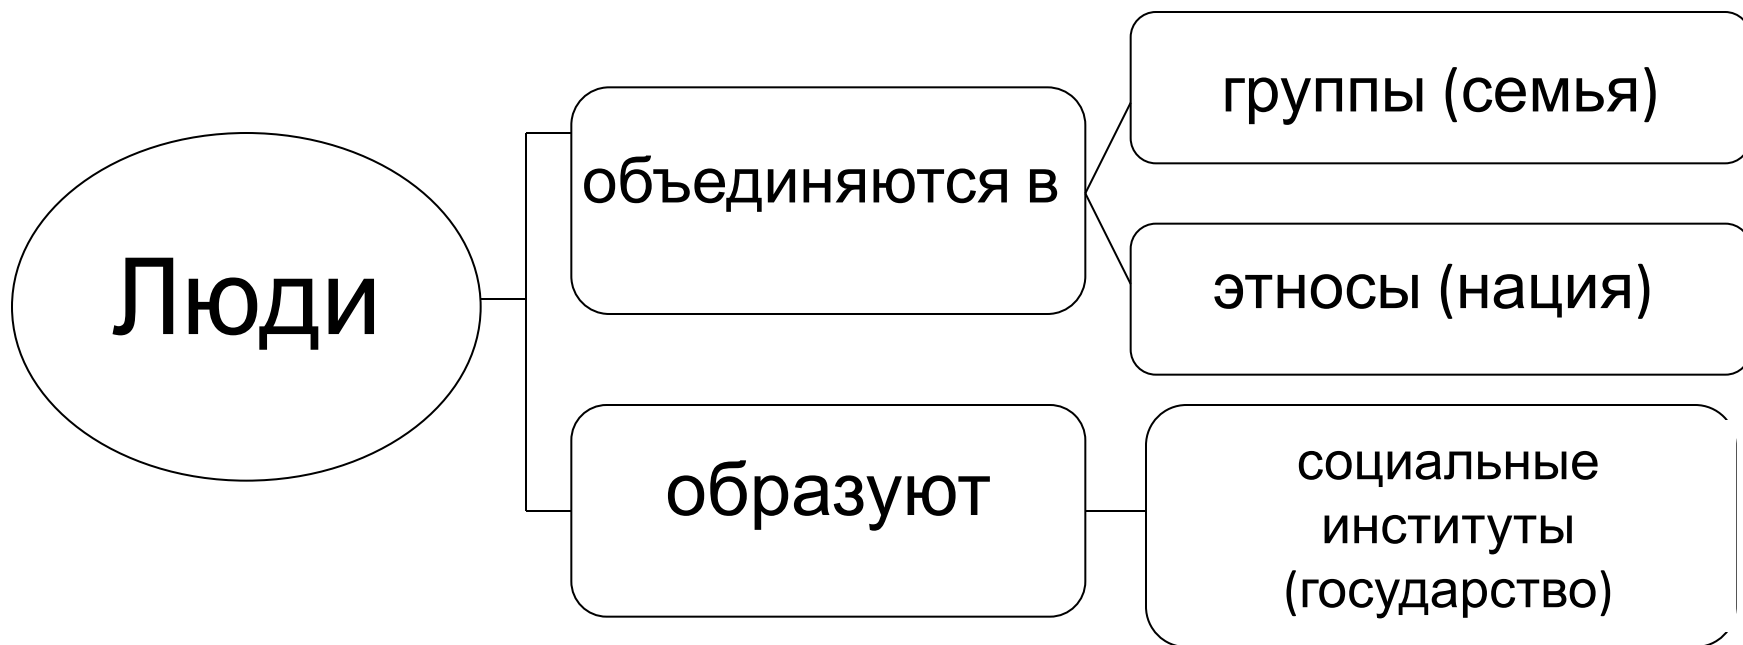 Люди
объединяются в
группы (семья)
этносы (нация)
образуют
социальные
институты
(государство)